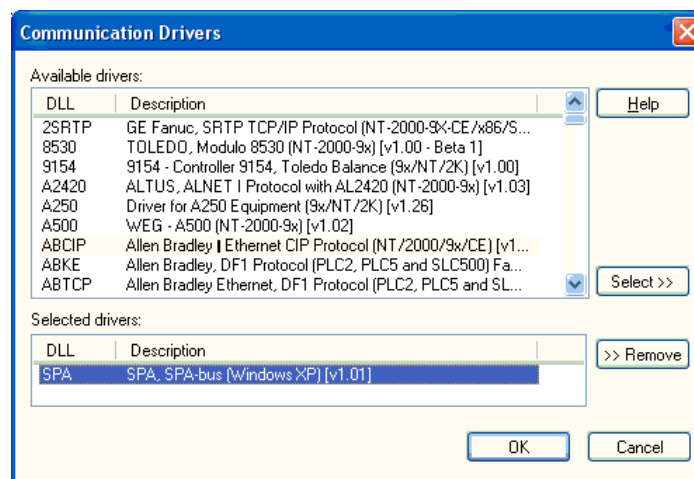 Communication Drivers
Available drivers:
DLL Description
2SRTP GE Fanuc, SRTP TCP/IP Protocol (NT-2000-9X-CE/x86/S...
8530 TOLEDO, Modulo 8530 (NT-2000-9x) [v1.00 - Beta 1]
9154 9154 - Controller 9154, Toledo Balance (9x/NT/2K) [v1.00]
A2420 ALTUS, ALNET I Protocol with AL2420 (NT-2000-9x) [v1.03]
A250 Driver for A250 Equipment (9x/NT/2K) [v1.26]
A500 WEG - A500 (NT-2000-9x) [v1.02]
ABCIP Allen Bradley Ethernet CIP Protocol (NT/2000/9x/CE) [v1...
ABKE Allen Bradley, DF1 Protocol (PLC2, PLC5 and SLC500) Fa...
ABTCP Allen Bradley Ethernet, DF1 Protocol (PLC2, PLC5 and SL...
Help
Select >>
Selected drivers:
DLL Description
SPA SPA, SPA-bus (Windows XP) [v1.01]
>> Remove
OK Cancel